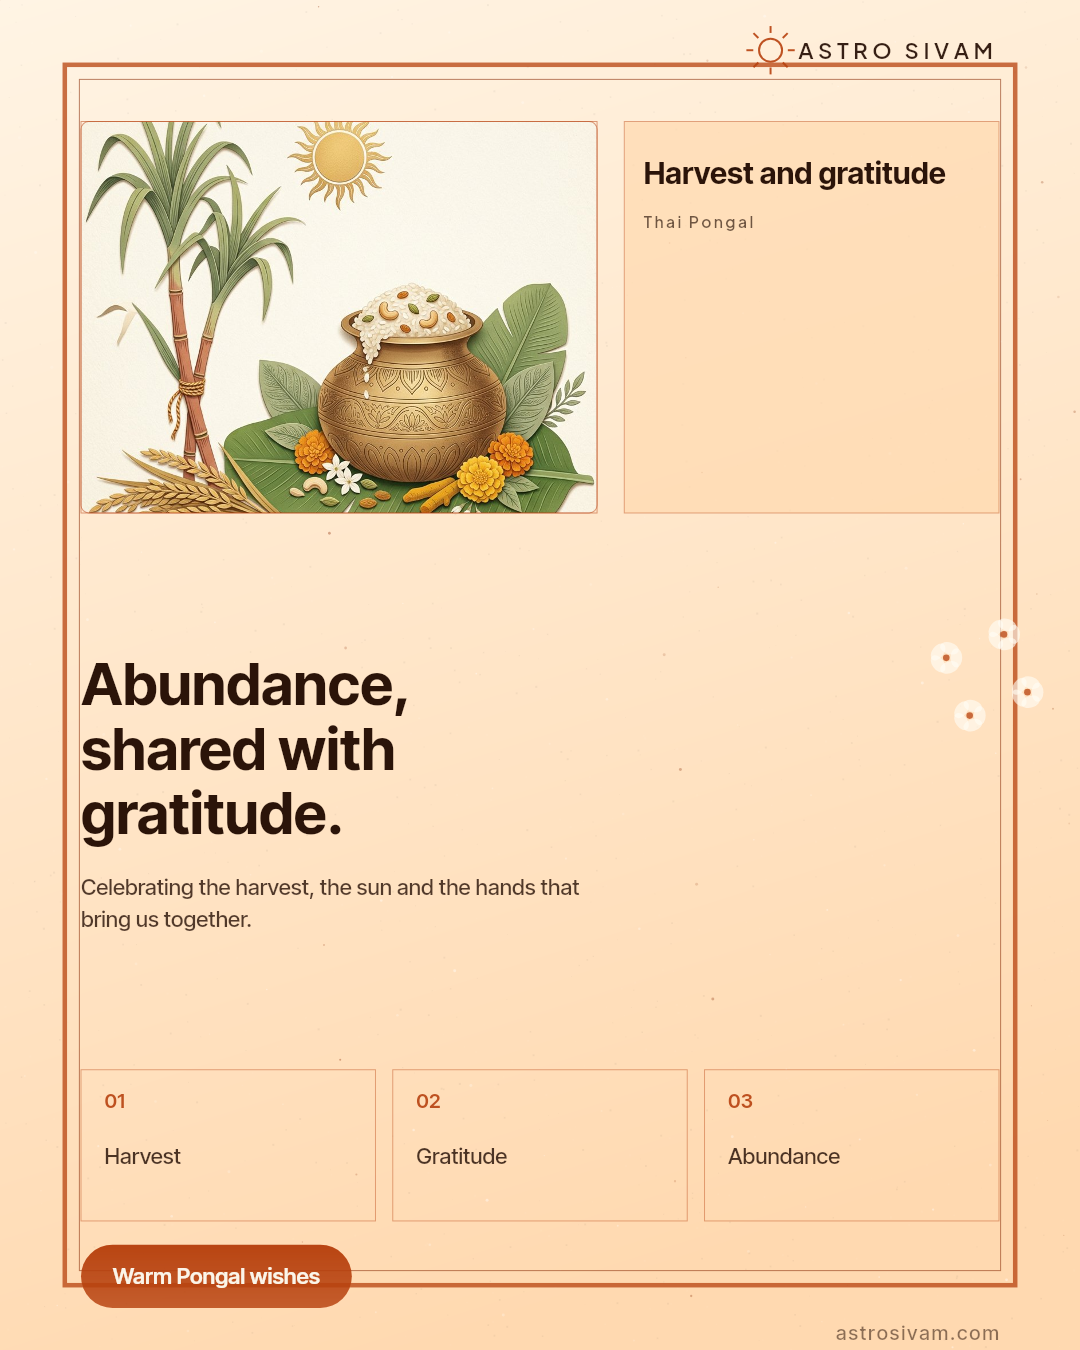 ASTRO SIVAM
Harvest and gratitude
Thai Pongal
Abundance,
shared with
gratitude.
Celebrating the harvest, the sun and the hands that
bring us together.
01
Harvest
02
Gratitude
03
Abundance
Warm Pongal wishes
astrosivam.com